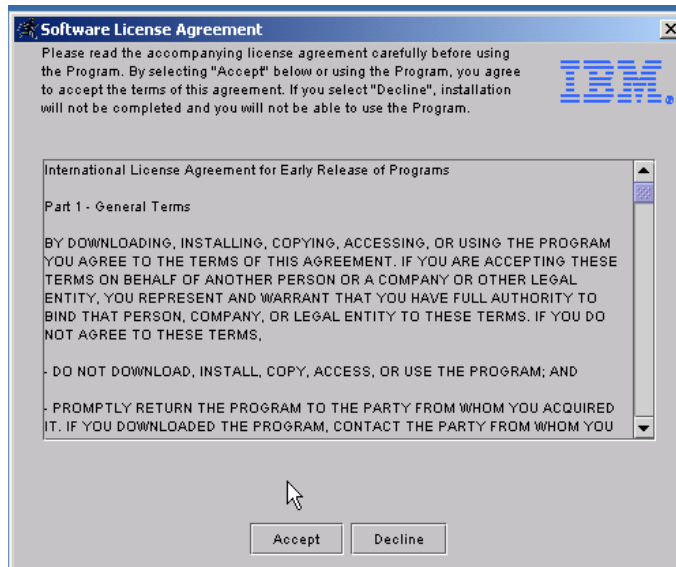 Software License Agreement
Please read the accompanying license agreement carefully before using
the Program. By selecting "Accept" below or using the Program, you agree
to accept the terms of this agreement. If you select "Decline", installation
will not be completed and you will not be able to use the Program.
IBM®
International License Agreement for Early Release of Programs
Part 1 - General Terms
BY DOWNLOADING, INSTALLING, COPYING, ACCESSING, OR USING THE PROGRAM
YOU AGREE TO THE TERMS OF THIS AGREEMENT. IF YOU ARE ACCEPTING THESE
TERMS ON BEHALF OF ANOTHER PERSON OR A COMPANY OR OTHER LEGAL
ENTITY, YOU REPRESENT AND WARRANT THAT YOU HAVE FULL AUTHORITY TO
BIND THAT PERSON, COMPANY, OR LEGAL ENTITY TO THESE TERMS. IF YOU DO
NOT AGREE TO THESE TERMS,
- DO NOT DOWNLOAD, INSTALL, COPY, ACCESS, OR USE THE PROGRAM; AND
- PROMPTLY RETURN THE PROGRAM TO THE PARTY FROM WHOM YOU ACQUIRED
IT. IF YOU DOWNLOADED THE PROGRAM, CONTACT THE PARTY FROM WHOM YOU
Accept
Decline